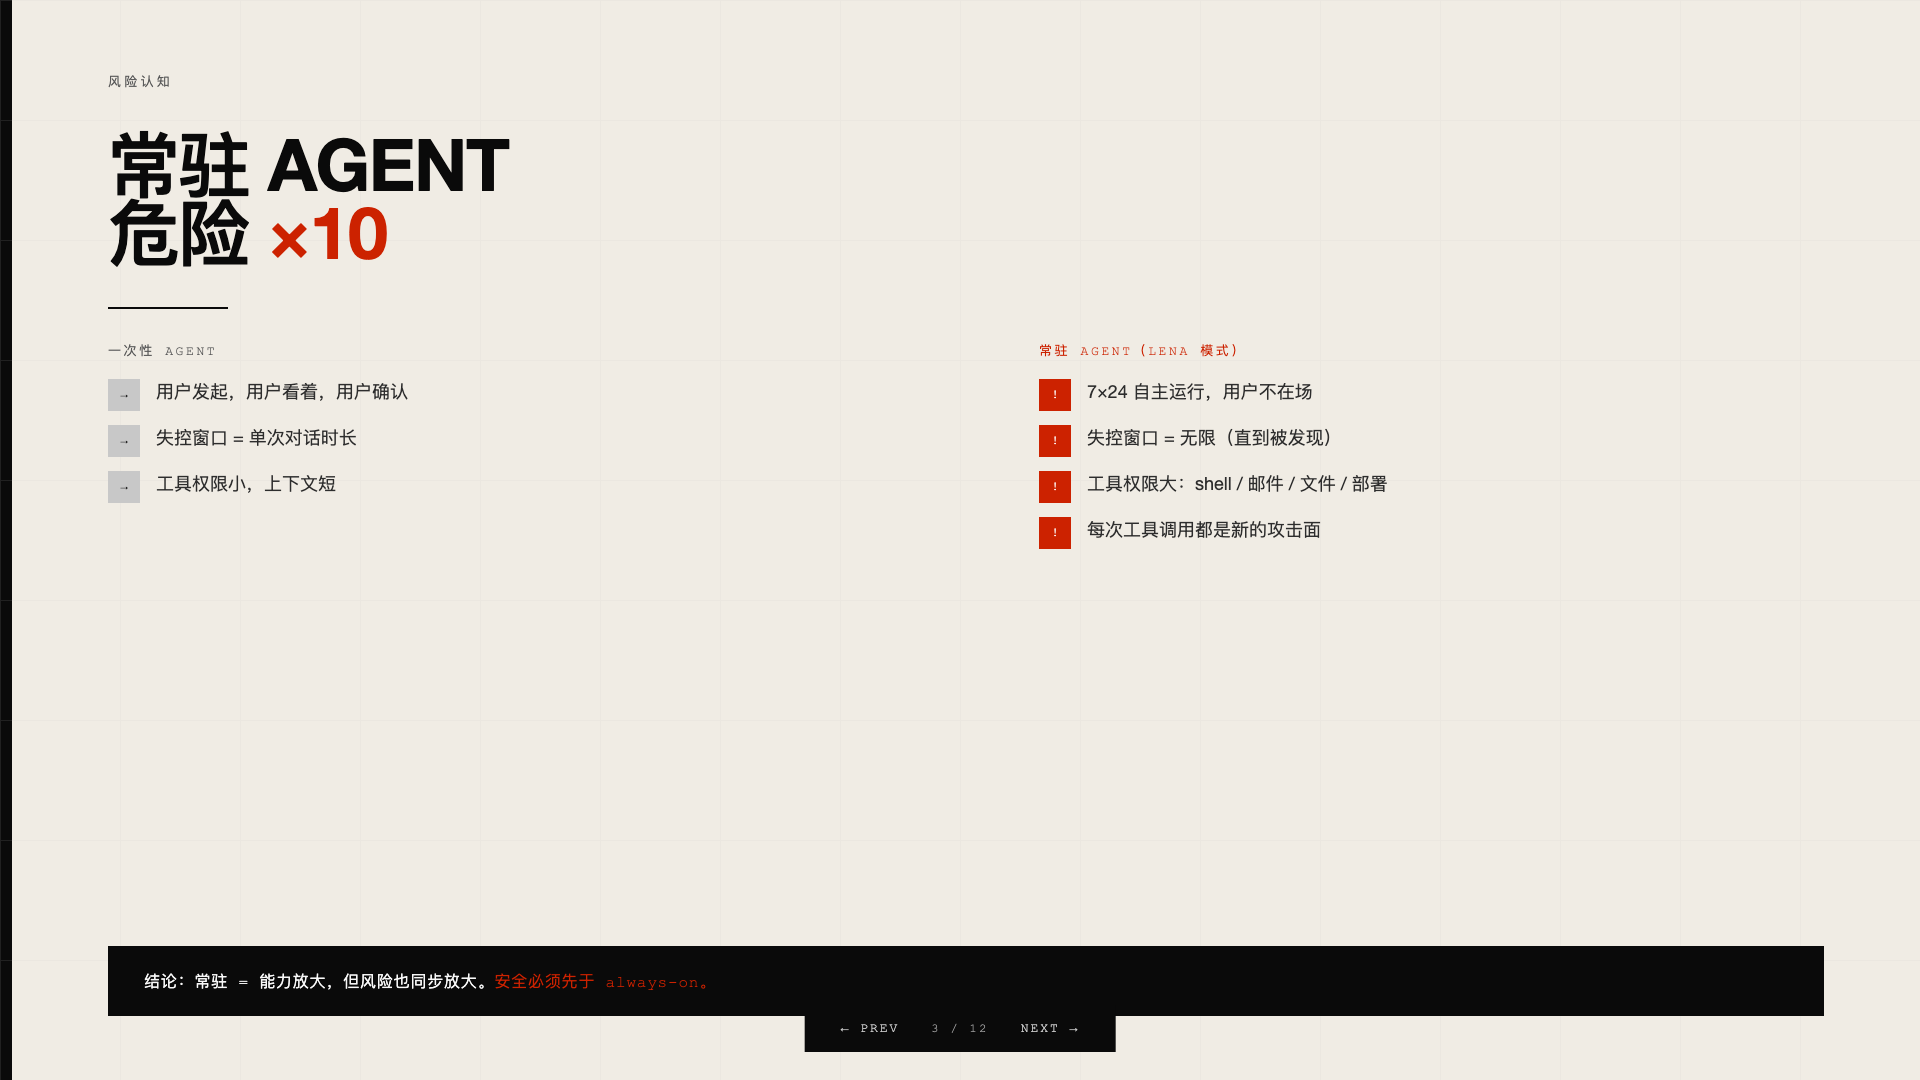 风险认知
常驻 AGENT
危险 ×10
一次性 AGENT
→ 用户发起，用户看着，用户确认
→ 失控窗口 = 单次对话时长
→ 工具权限小，上下文短
常驻 AGENT（LENA 模式）
! 7×24 自主运行，用户不在场
! 失控窗口 = 无限（直到被发现）
! 工具权限大：shell / 邮件 / 文件 / 部署
! 每次工具调用都是新的攻击面
结论：常驻 = 能力放大，但风险也同步放大。安全必须先于 always-on。
← PREV 3 / 12 NEXT →